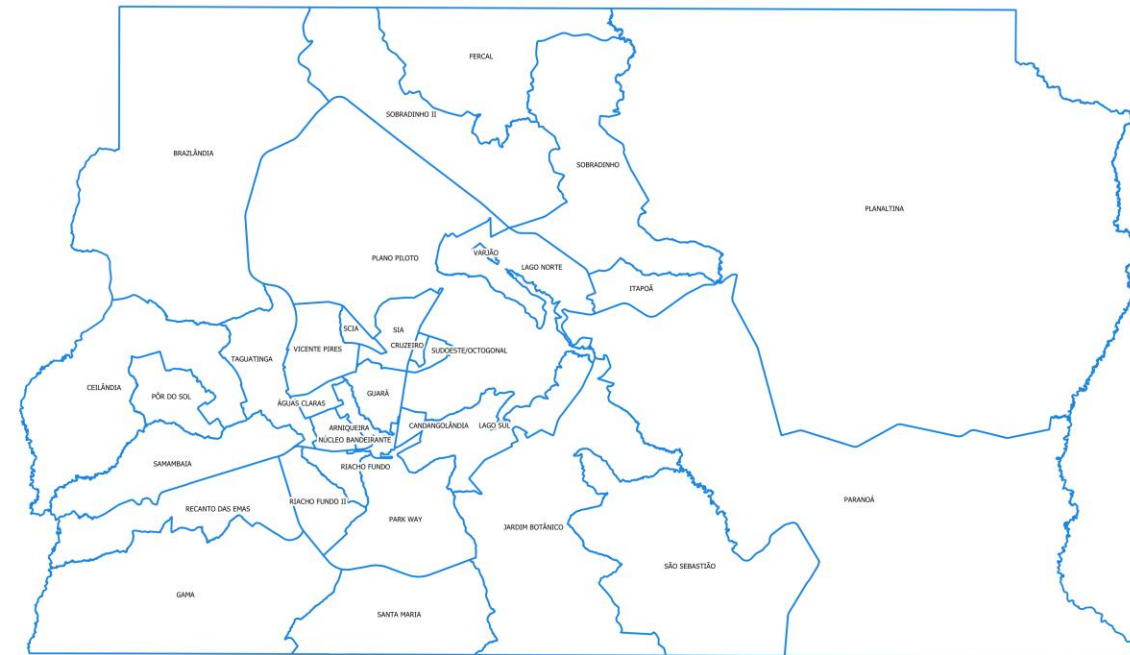 FERCAL
SOBRADINHO II
BRAZLÂNDIA
SOBRADINHO
PLANALTINA
VARJÃO
PLANO PILOTO
LAGO NORTE
ITAPOÃ
SCIA
SIA
CRUZEIRO
VICENTE PIRES
SUDOESTE/OCTOGONAL
TAGUATINGA
CEILÂNDIA
PÔR DO SOL
GUARÁ
ÁGUAS CLARAS
ARNIQUEIRA
CANDANGOLÂNDIA
LAGO SUL
NÚCLEO BANDEIRANTE
SAMAMBAIA
RIACHO FUNDO
RIACHO FUNDO II
PARANOÁ
RECANTO DAS EMAS
PARK WAY
JARDIM BOTÂNICO
SÃO SEBASTIÃO
GAMA
SANTA MARIA